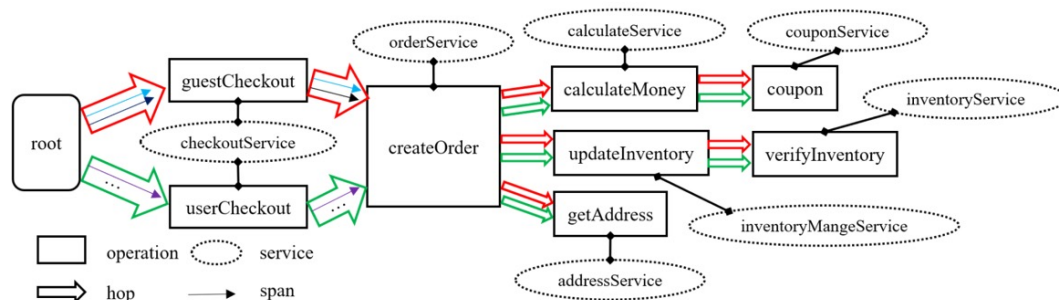 orderService
calculateService
couponService
guestCheckout
calculateMoney
coupon
inventoryService
root
checkoutService
createOrder
updateInventory
verifyInventory
userCheckout
getAddress
inventoryMangeService
addressService
operation
service
hop
span
...
...